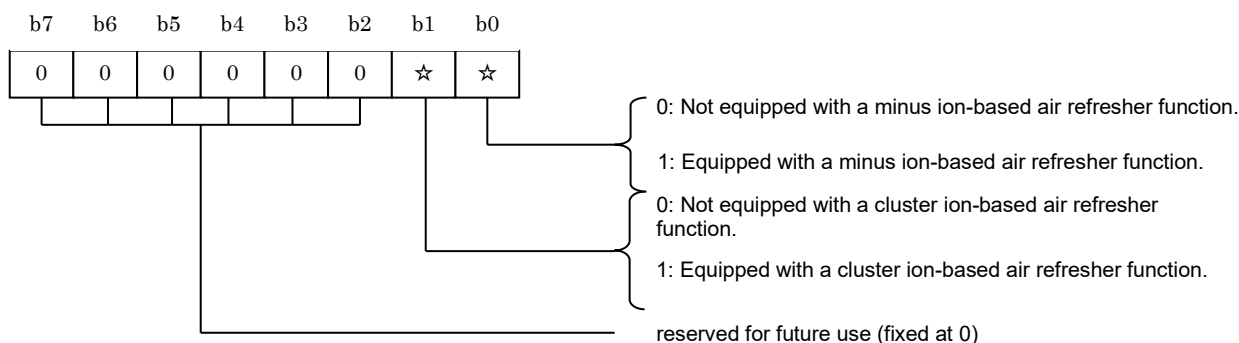 b7 b6 b5 b4 b3 b2 b1 b0
0 0 0 0 0 0 ☆ ☆
0: Not equipped with a minus ion-based air refresher function.
1: Equipped with a minus ion-based air refresher function.
0: Not equipped with a cluster ion-based air refresher
function.
1: Equipped with a cluster ion-based air refresher function.
reserved for future use (fixed at 0)